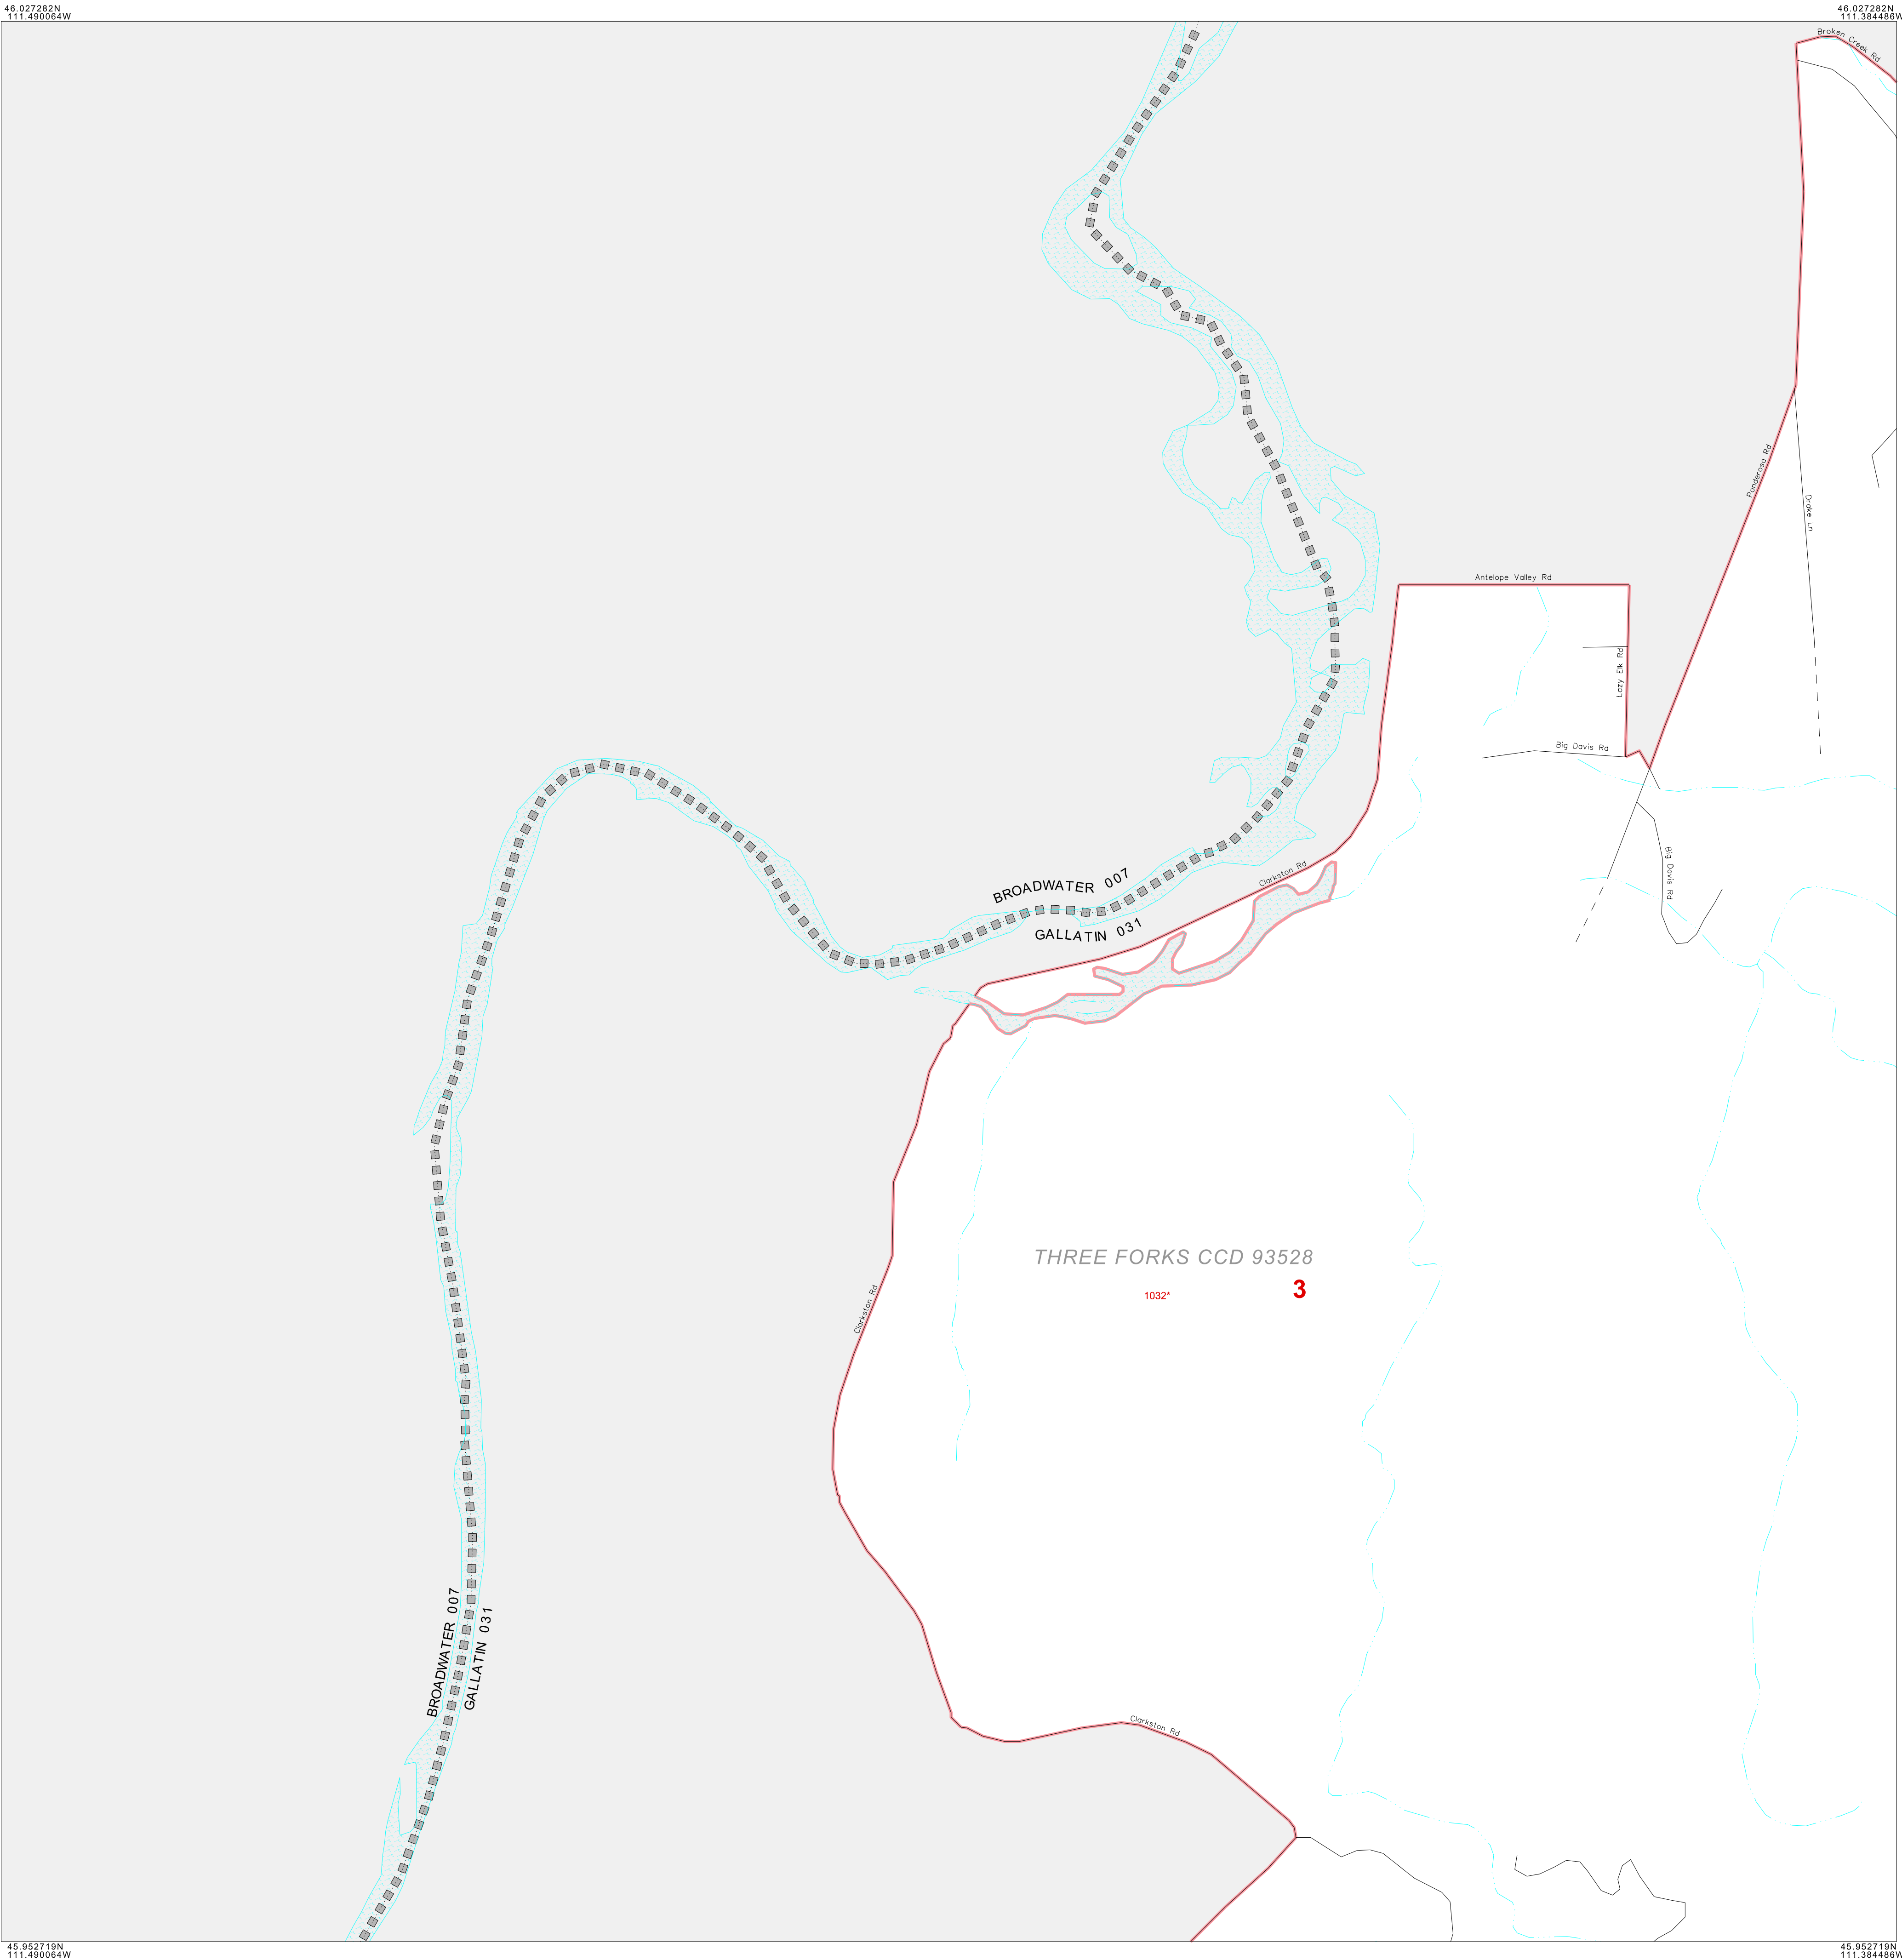 46.027282N
111.490064W
46.027282N
111.384486W
Broken Creek Rd
Ponderosa Rd
Drake Ln
Antelope Valley Rd
Lazy Elk Rd
Big Davis Rd
Big Davis Rd
Clarkston Rd
BROADWATER 007
GALLATIN 031
THREE FORKS CCD 93528
3
1032*
Clarkston Rd
BROADWATER 007
GALLATIN 031
Clarkston Rd
45.952719N
111.490064W
45.952719N
111.384486W